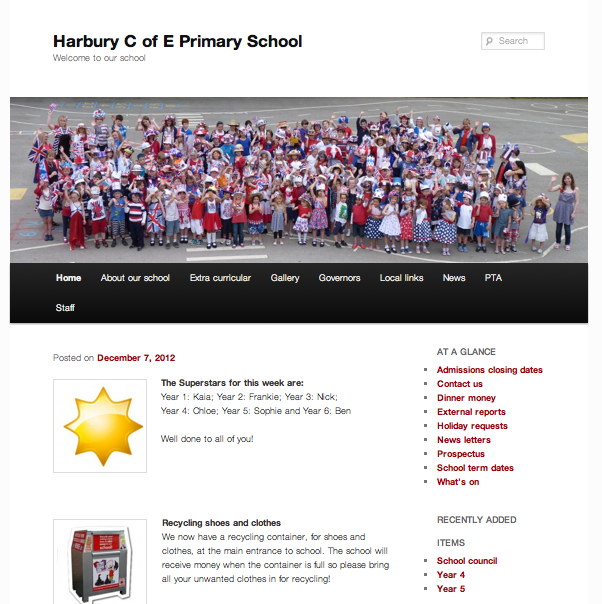 Harbury C of E Primary School
Welcome to our school
Search
Home About our school Extra curricular Gallery Governors Local links News PTA
Staff
Posted on December 7, 2012
The Superstars for this week are:
Year 1: Kaia; Year 2: Frankie; Year 3: Nick;
Year 4: Chloe; Year 5: Sophie and Year 6: Ben
Well done to all of you!
Recycling shoes and clothes
We now have a recycling container, for shoes and
clothes, at the main entrance to school. The school will
receive money when the container is full so please bring
all your unwanted clothes in for recycling!
AT A GLANCE
Admissions closing dates
Contact us
Dinner money
External reports
Holiday requests
News letters
Prospectus
School term dates
What's on
RECENTLY ADDED
ITEMS
School council
Year 4
Year 5